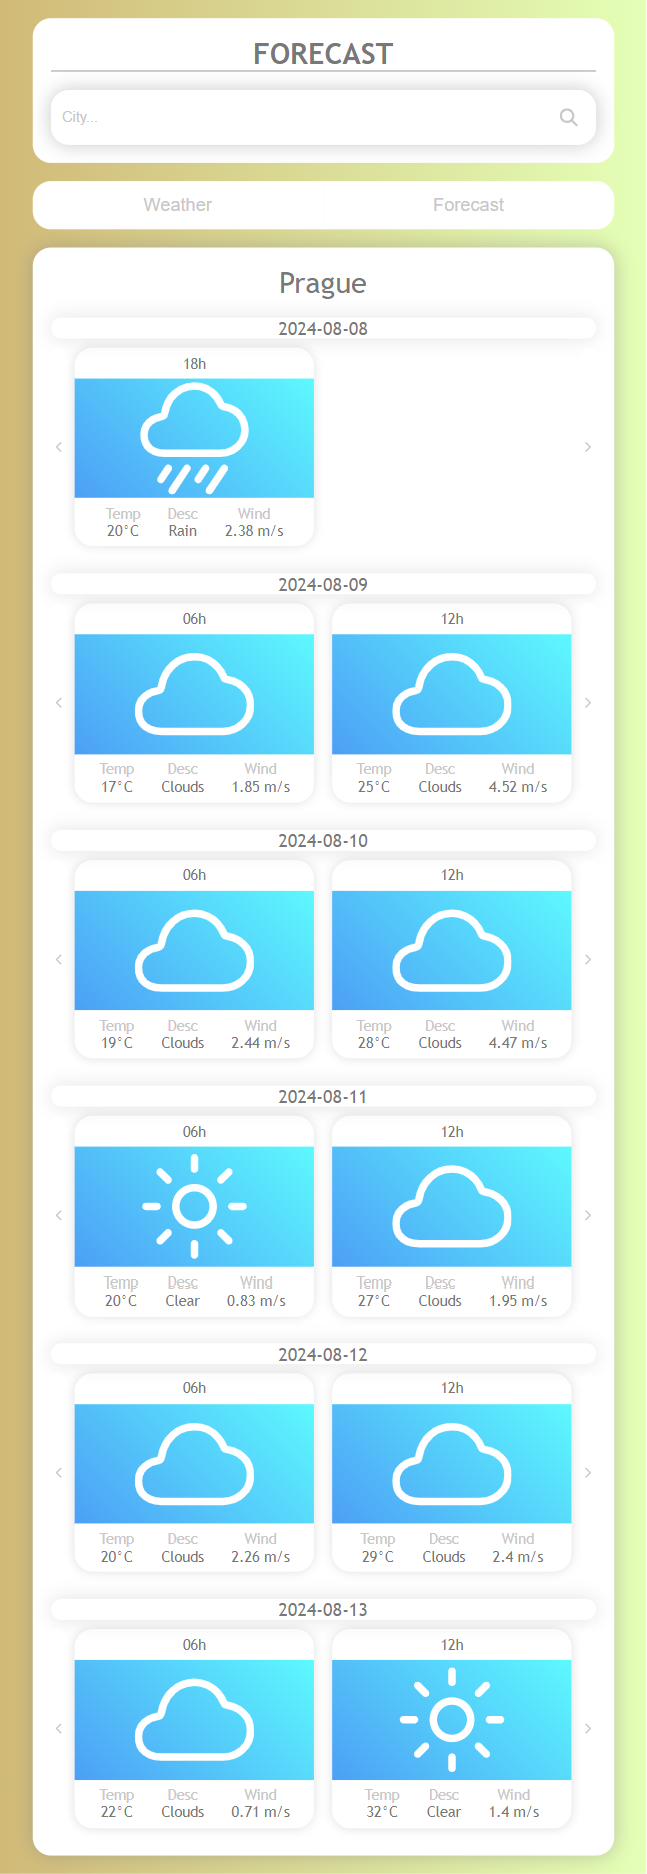 FORECAST
City...
Weather Forecast
Prague
2024-08-08
18h
Temp Desc Wind
20°C Rain 2.38 m/s
2024-08-09
06h 12h
Temp Desc Wind Temp Desc Wind
17°C Clouds 1.85 m/s 25°C Clouds 4.52 m/s
2024-08-10
06h 12h
Temp Desc Wind Temp Desc Wind
19°C Clouds 2.44 m/s 28°C Clouds 4.47 m/s
2024-08-11
06h 12h
Temp Desc Wind Temp Desc Wind
20°C Clear 0.83 m/s 27°C Clouds 1.95 m/s
2024-08-12
06h 12h
Temp Desc Wind Temp Desc Wind
20°C Clouds 2.26 m/s 29°C Clouds 2.4 m/s
2024-08-13
06h 12h
Temp Desc Wind Temp Desc Wind
22°C Clouds 0.71 m/s 32°C Clear 1.4 m/s